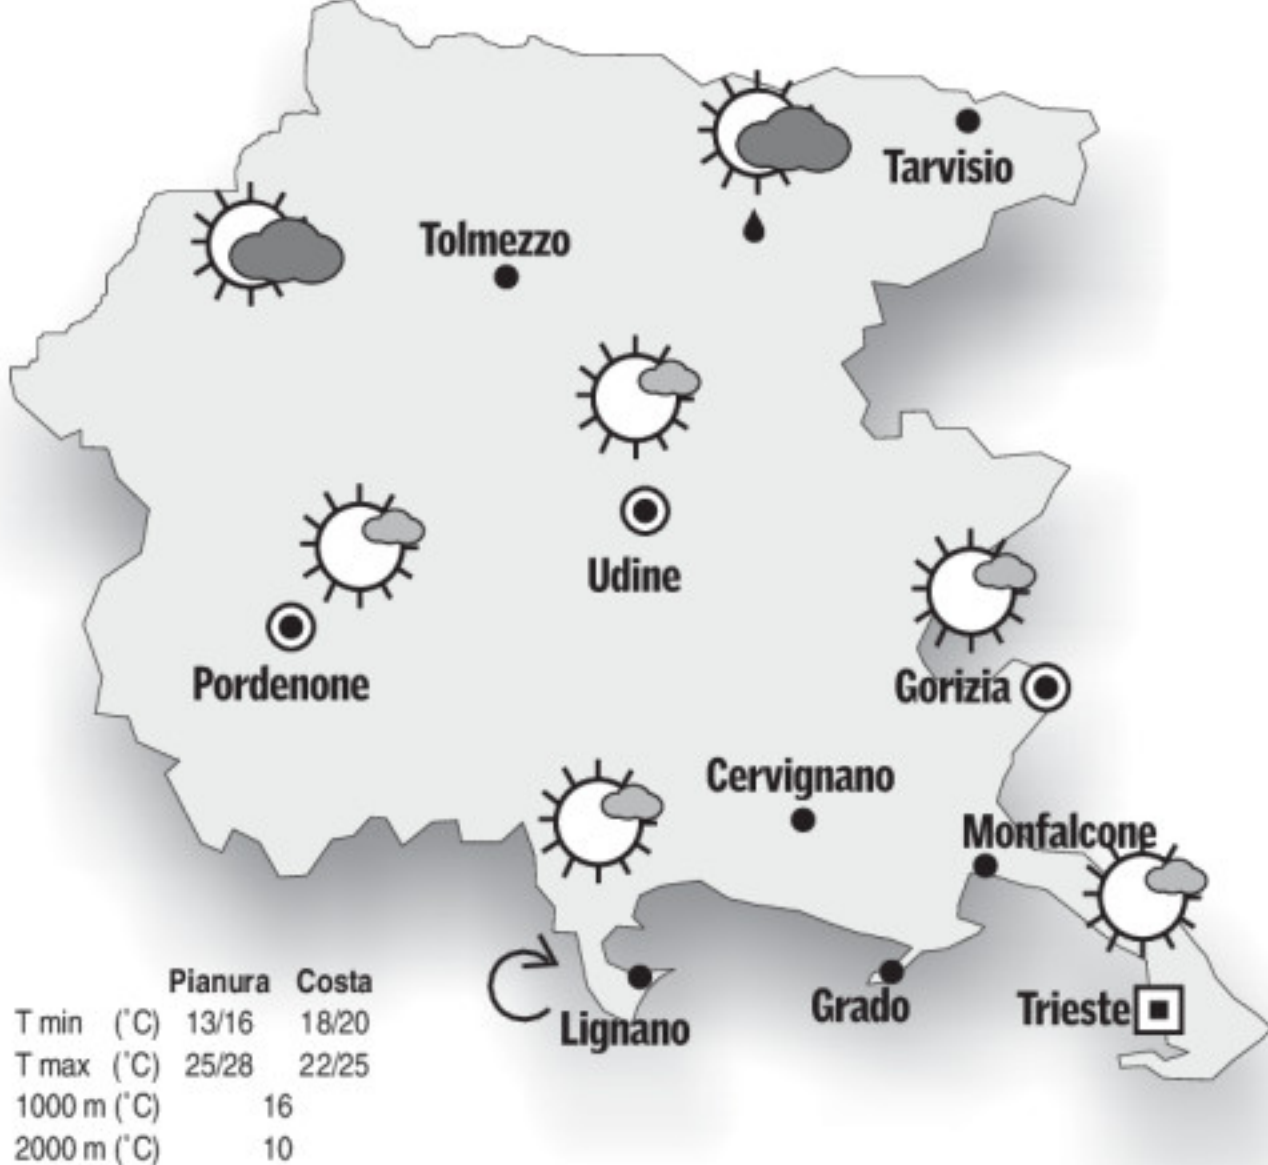 Tarvisio
Tolmezzo
Udine
Pordenone
Gorizia
Cervignano
Monfalcone
Grado
Trieste
Lignano
Pianura Costa
T min (°C) 13/16 18/20
T max (°C) 25/28 22/25
1000 m (°C) 16
2000 m (°C) 10